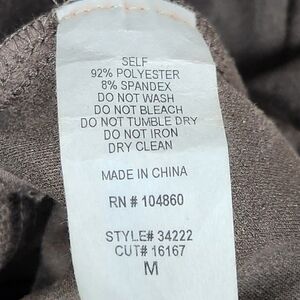 SELF
92% POLYESTER
8% SPANDEX
DO NOT WASH
DO NOT BLEACH
DO NOT TUMBLE DRY
DO NOT IRON
DRY CLEAN
MADE IN CHINA
RN # 104860
STYLE# 34222
CUT# 16167
M